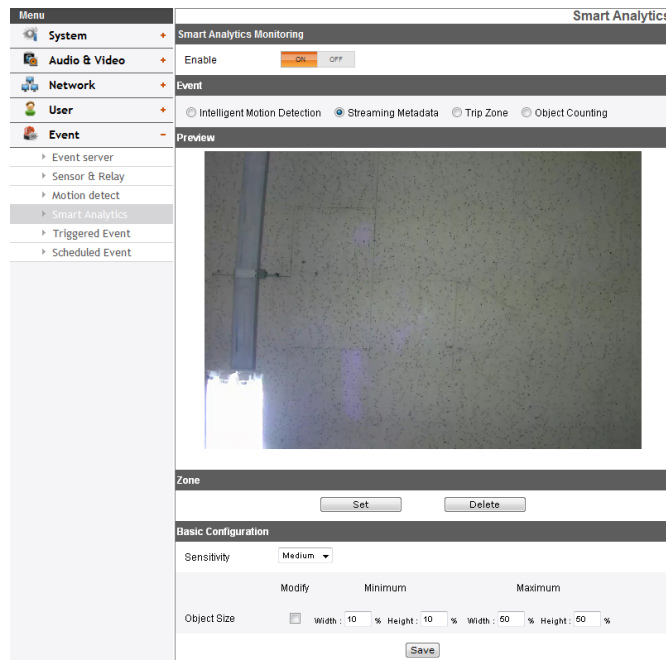 Menu
Smart Analytics
System +
Audio & Video +
Network +
User +
Event -
Event server
Sensor & Relay
Motion detect
Smart Analytics
Triggered Event
Scheduled Event
Smart Analytics Monitoring
Enable ON OFF
Event
Intelligent Motion Detection Streaming Metadata Trip Zone Object Counting
Preview
Zone
Set Delete
Basic Configuration
Sensitivity Medium
Modify Minimum Maximum
Object Size Width : 10 % Height : 10 % Width : 50 % Height : 50 %
Save